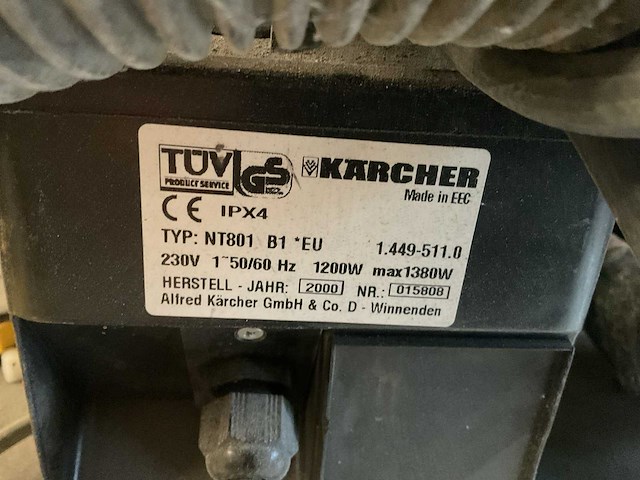 TÜV
PRODUCT SERVICE
GS
KÄRCHER
Made in EEC
CE IPX4
TYP: NT801 B1 *EU 1.449-511.0
230V 1~50/60 Hz 1200W max1380W
HERSTELL - JAHR: 2000 NR.: 015808
Alfred Kärcher GmbH & Co. D - Winnenden